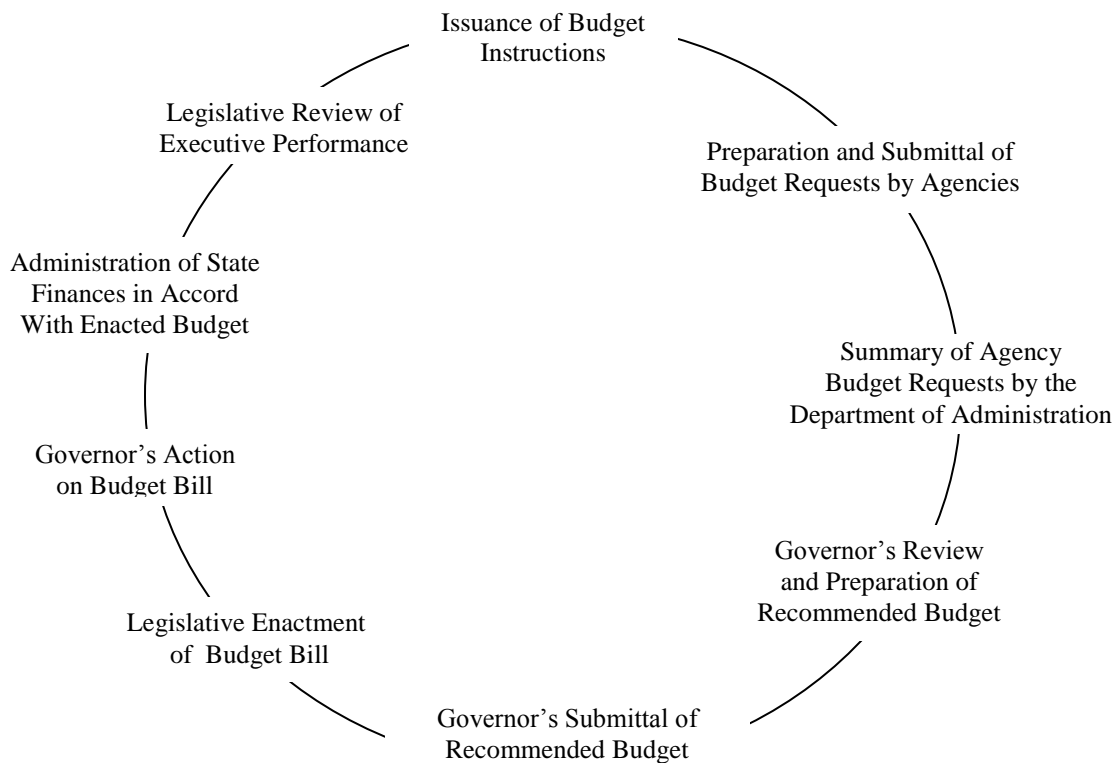 Issuance of Budget
Instructions
Preparation and Submittal of
Budget Requests by Agencies
Summary of Agency
Budget Requests by the
Department of Administration
Governor’s Review
and Preparation of
Recommended Budget
Governor’s Submittal of
Recommended Budget
Legislative Enactment
of Budget Bill
Governor’s Action
on Budget Bill
Administration of State
Finances in Accord
With Enacted Budget
Legislative Review of
Executive Performance